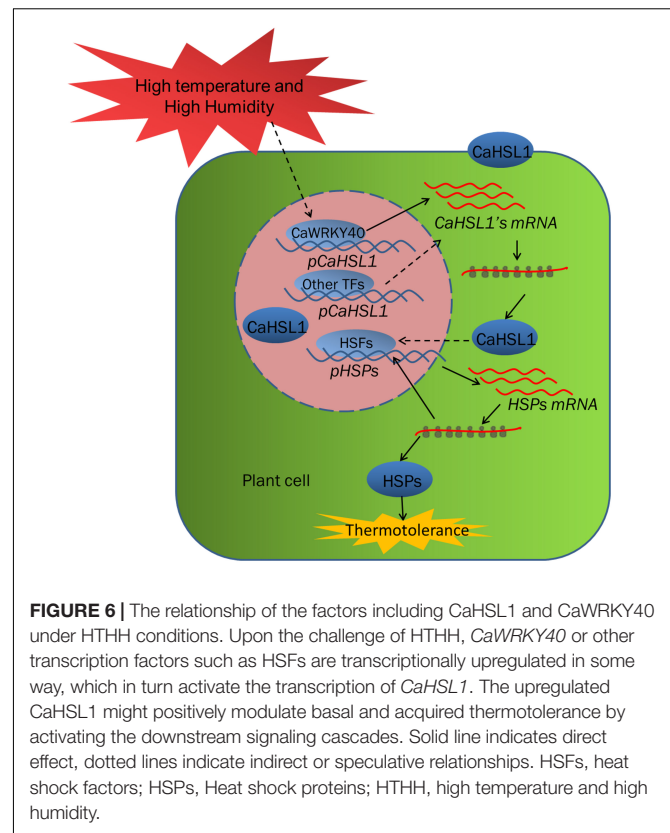 High temperature and
High Humidity
CaHSL1
CaWRKY40
pCaHSL1
CaHSL1's mRNA
Other TFs
pCaHSL1
CaHSL1
HSFs
pHSPs
CaHSL1
HSPs mRNA
Plant cell
HSPs
Thermotolerance
FIGURE 6 | The relationship of the factors including CaHSL1 and CaWRKY40
under HTHH conditions. Upon the challenge of HTHH, CaWRKY40 or other
transcription factors such as HSFs are transcriptionally upregulated in some
way, which in turn activate the transcription of CaHSL1. The upregulated
CaHSL1 might positively modulate basal and acquired thermotolerance by
activating the downstream signaling cascades. Solid line indicates direct
effect, dotted lines indicate indirect or speculative relationships. HSFs, heat
shock factors; HSPs, Heat shock proteins; HTHH, high temperature and high
humidity.